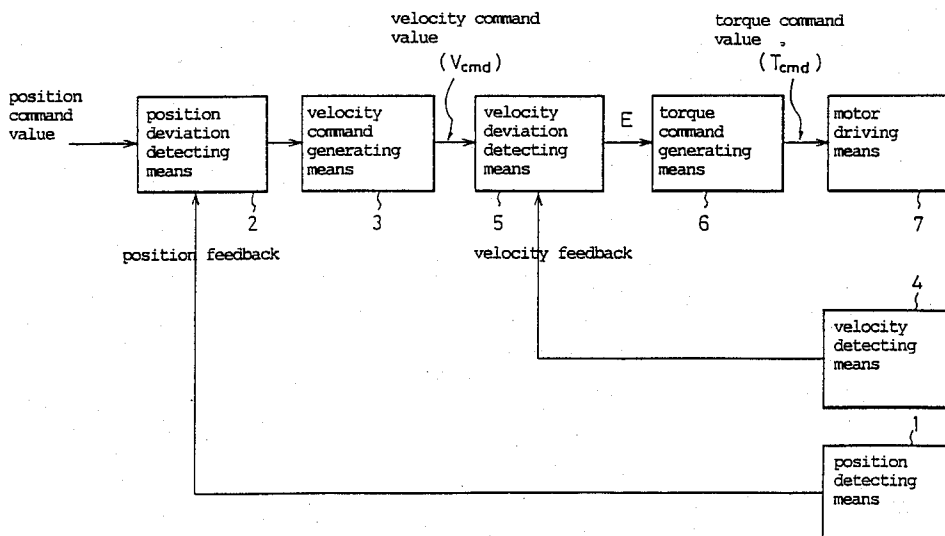 velocity command
value
(Vcmd)
torque command
value
(Tcmd)
position
command
value
position
deviation
detecting
means
velocity
command
generating
means
velocity
deviation
detecting
means
E
torque
command
generating
means
motor
driving
means
2
3
5
6
7
position feedback
velocity feedback
4
velocity
detecting
means
1
position
detecting
means